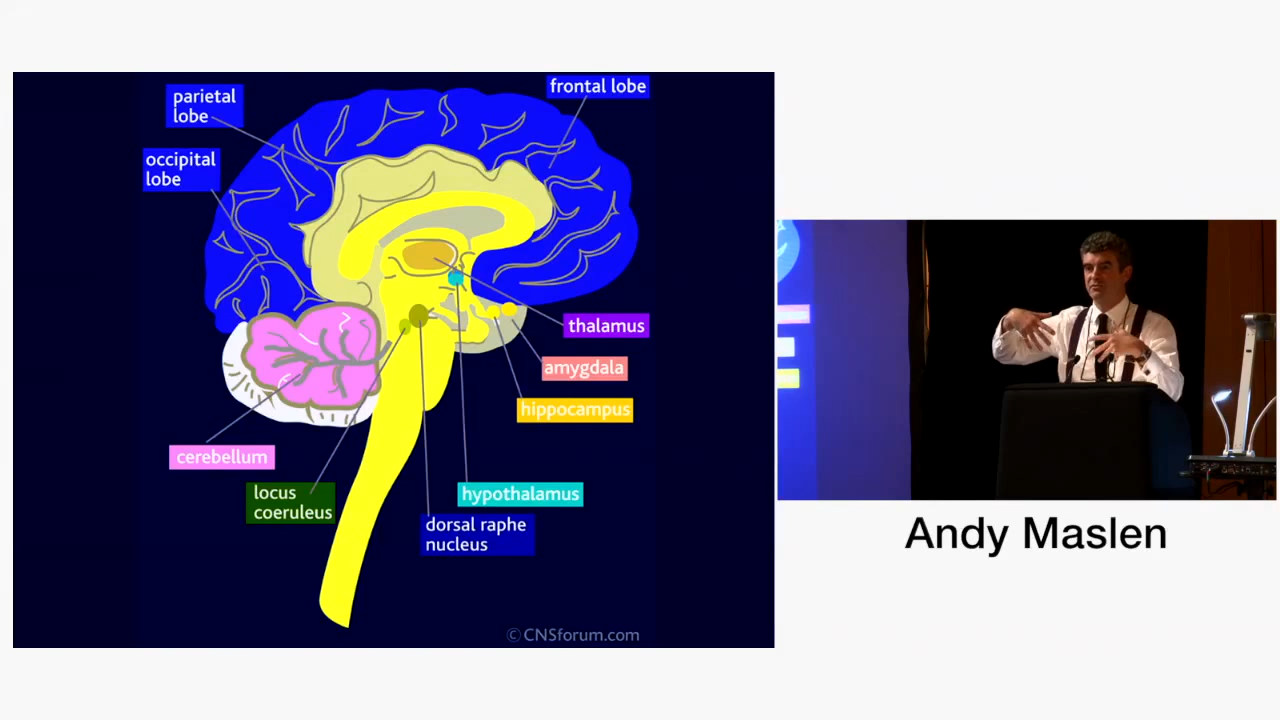 frontal lobe
parietal
lobe
occipital
lobe
thalamus
amygdala
hippocampus
cerebellum
locus
coeruleus
hypothalamus
dorsal raphe
nucleus
©CNSforum.com
Andy Maslen